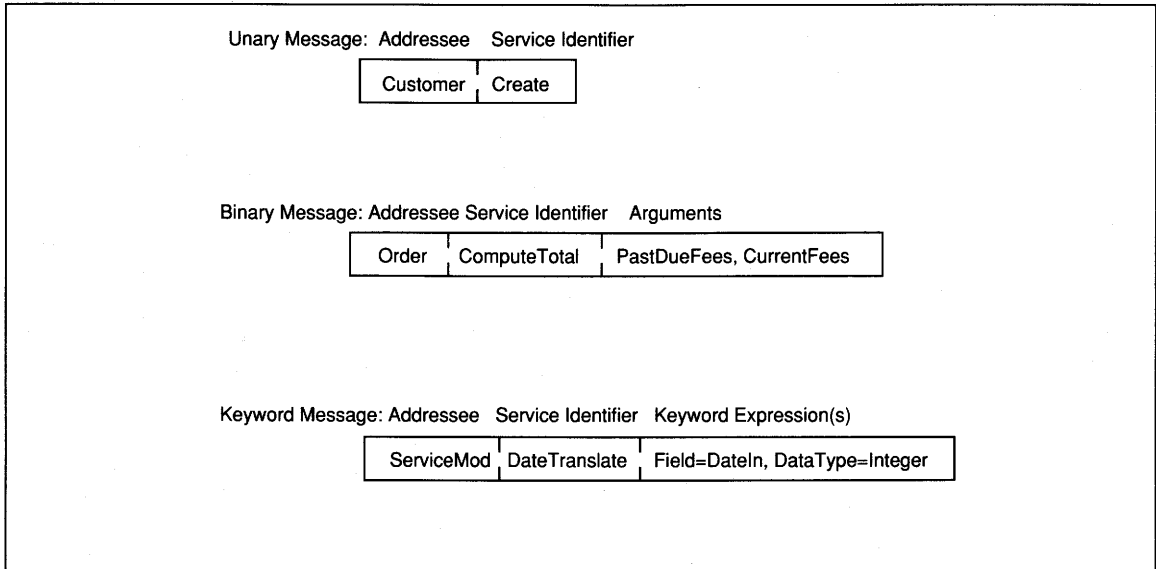 Unary Message: Addressee Service Identifier
Customer Create
Binary Message: Addressee Service Identifier Arguments
Order ComputeTotal PastDueFees, CurrentFees
Keyword Message: Addressee Service Identifier Keyword Expression(s)
ServiceMod DateTranslate Field=DateIn, DataType=Integer